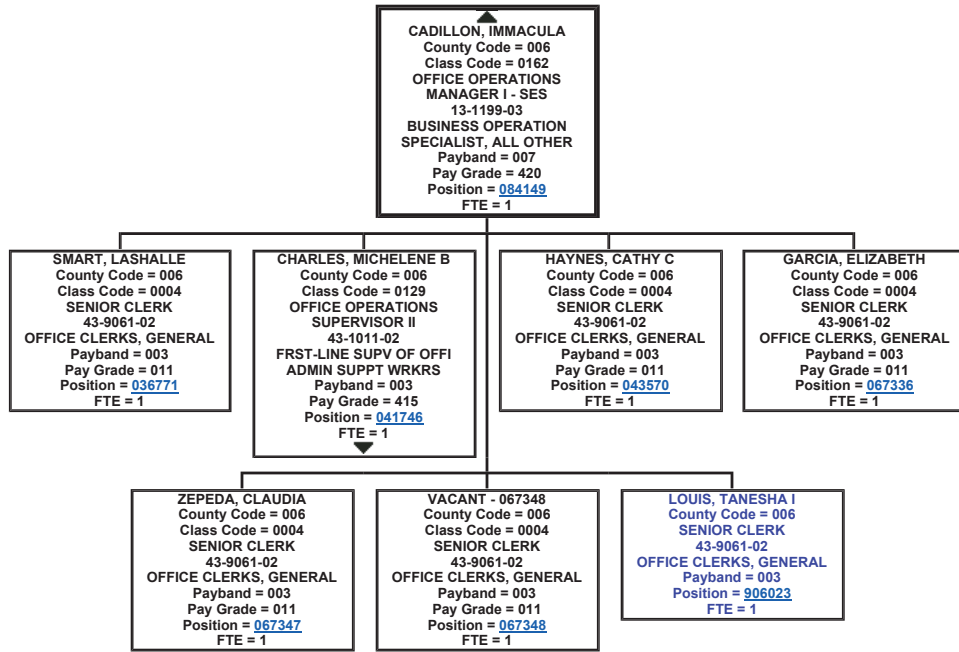 CADILLON, IMMACULA
County Code = 006
Class Code = 0162
OFFICE OPERATIONS
MANAGER I - SES
13-1199-03
BUSINESS OPERATION
SPECIALIST, ALL OTHER
Payband = 007
Pay Grade = 420
Position = 084149
FTE = 1
SMART, LASHALLE
County Code = 006
Class Code = 0004
SENIOR CLERK
43-9061-02
OFFICE CLERKS, GENERAL
Payband = 003
Pay Grade = 011
Position = 036771
FTE = 1
CHARLES, MICHELENE B
County Code = 006
Class Code = 0129
OFFICE OPERATIONS
SUPERVISOR II
43-1011-02
FRST-LINE SUPV OF OFFI
ADMIN SUPPT WRKRS
Payband = 003
Pay Grade = 415
Position = 041746
FTE = 1
HAYNES, CATHY C
County Code = 006
Class Code = 0004
SENIOR CLERK
43-9061-02
OFFICE CLERKS, GENERAL
Payband = 003
Pay Grade = 011
Position = 043570
FTE = 1
GARCIA, ELIZABETH
County Code = 006
Class Code = 0004
SENIOR CLERK
43-9061-02
OFFICE CLERKS, GENERAL
Payband = 003
Pay Grade = 011
Position = 067336
FTE = 1
ZEPEDA, CLAUDIA
County Code = 006
Class Code = 0004
SENIOR CLERK
43-9061-02
OFFICE CLERKS, GENERAL
Payband = 003
Pay Grade = 011
Position = 067347
FTE = 1
VACANT - 067348
County Code = 006
Class Code = 0004
SENIOR CLERK
43-9061-02
OFFICE CLERKS, GENERAL
Payband = 003
Pay Grade = 011
Position = 067348
FTE = 1
LOUIS, TANESHA I
County Code = 006
SENIOR CLERK
43-9061-02
OFFICE CLERKS, GENERAL
Payband = 003
Position = 906023
FTE = 1